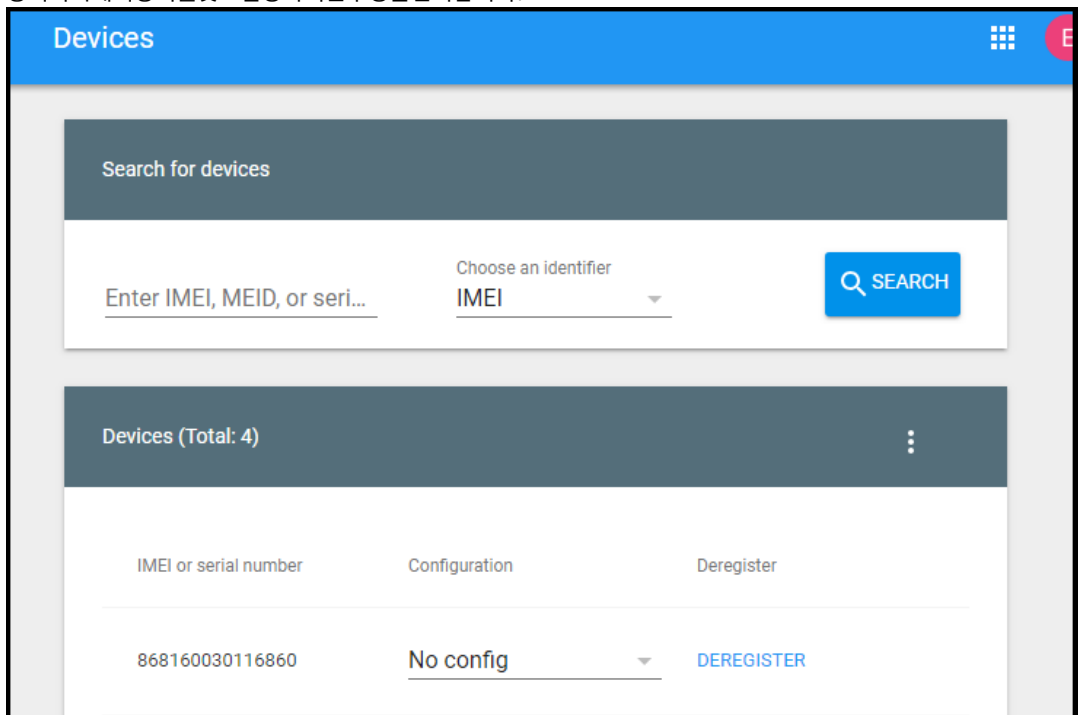 Devices
E
Search for devices
Choose an identifier
Enter IMEI, MEID, or seri...
IMEI
SEARCH
Devices (Total: 4)
IMEI or serial number
Configuration
Deregister
868160030116860
No config
DEREGISTER